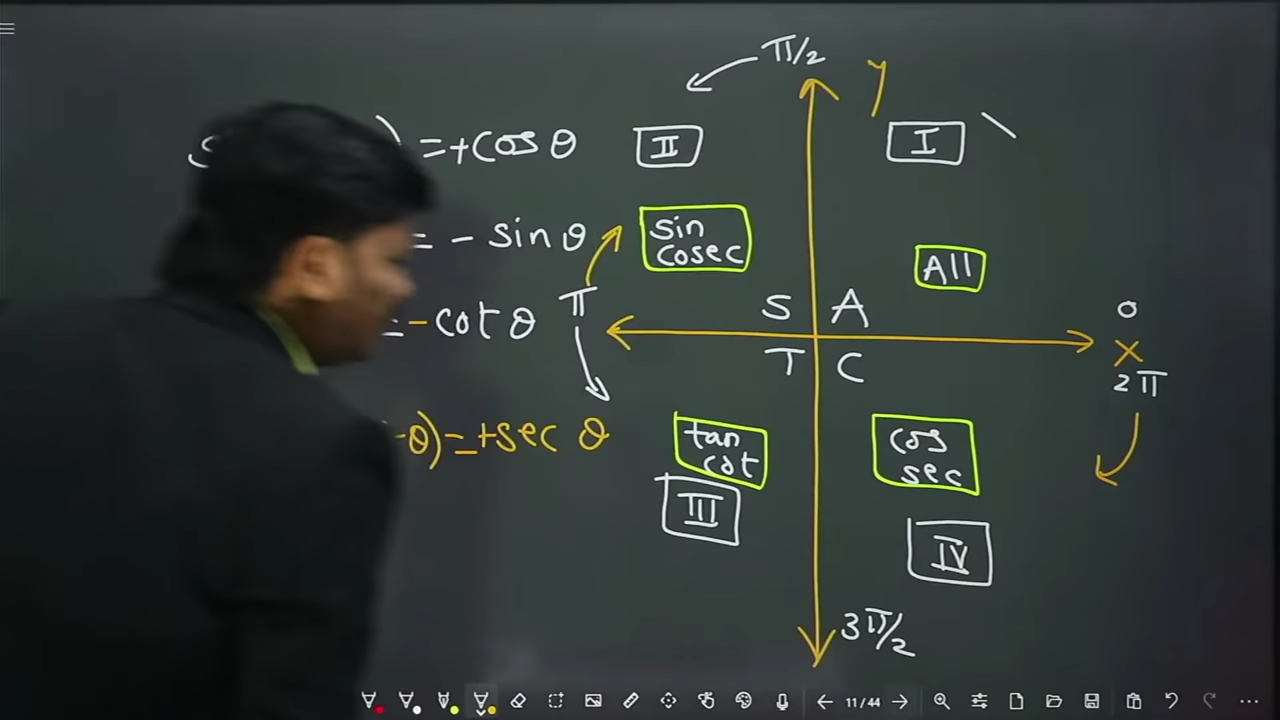 = + cos θ
= - sin θ
= - cot θ
-θ) = + sec θ
π/2
y
II
I
sin
cosec
All
π
S A
T C
0
2π
tan
cot
III
cos
sec
IV
3π/2
11/44